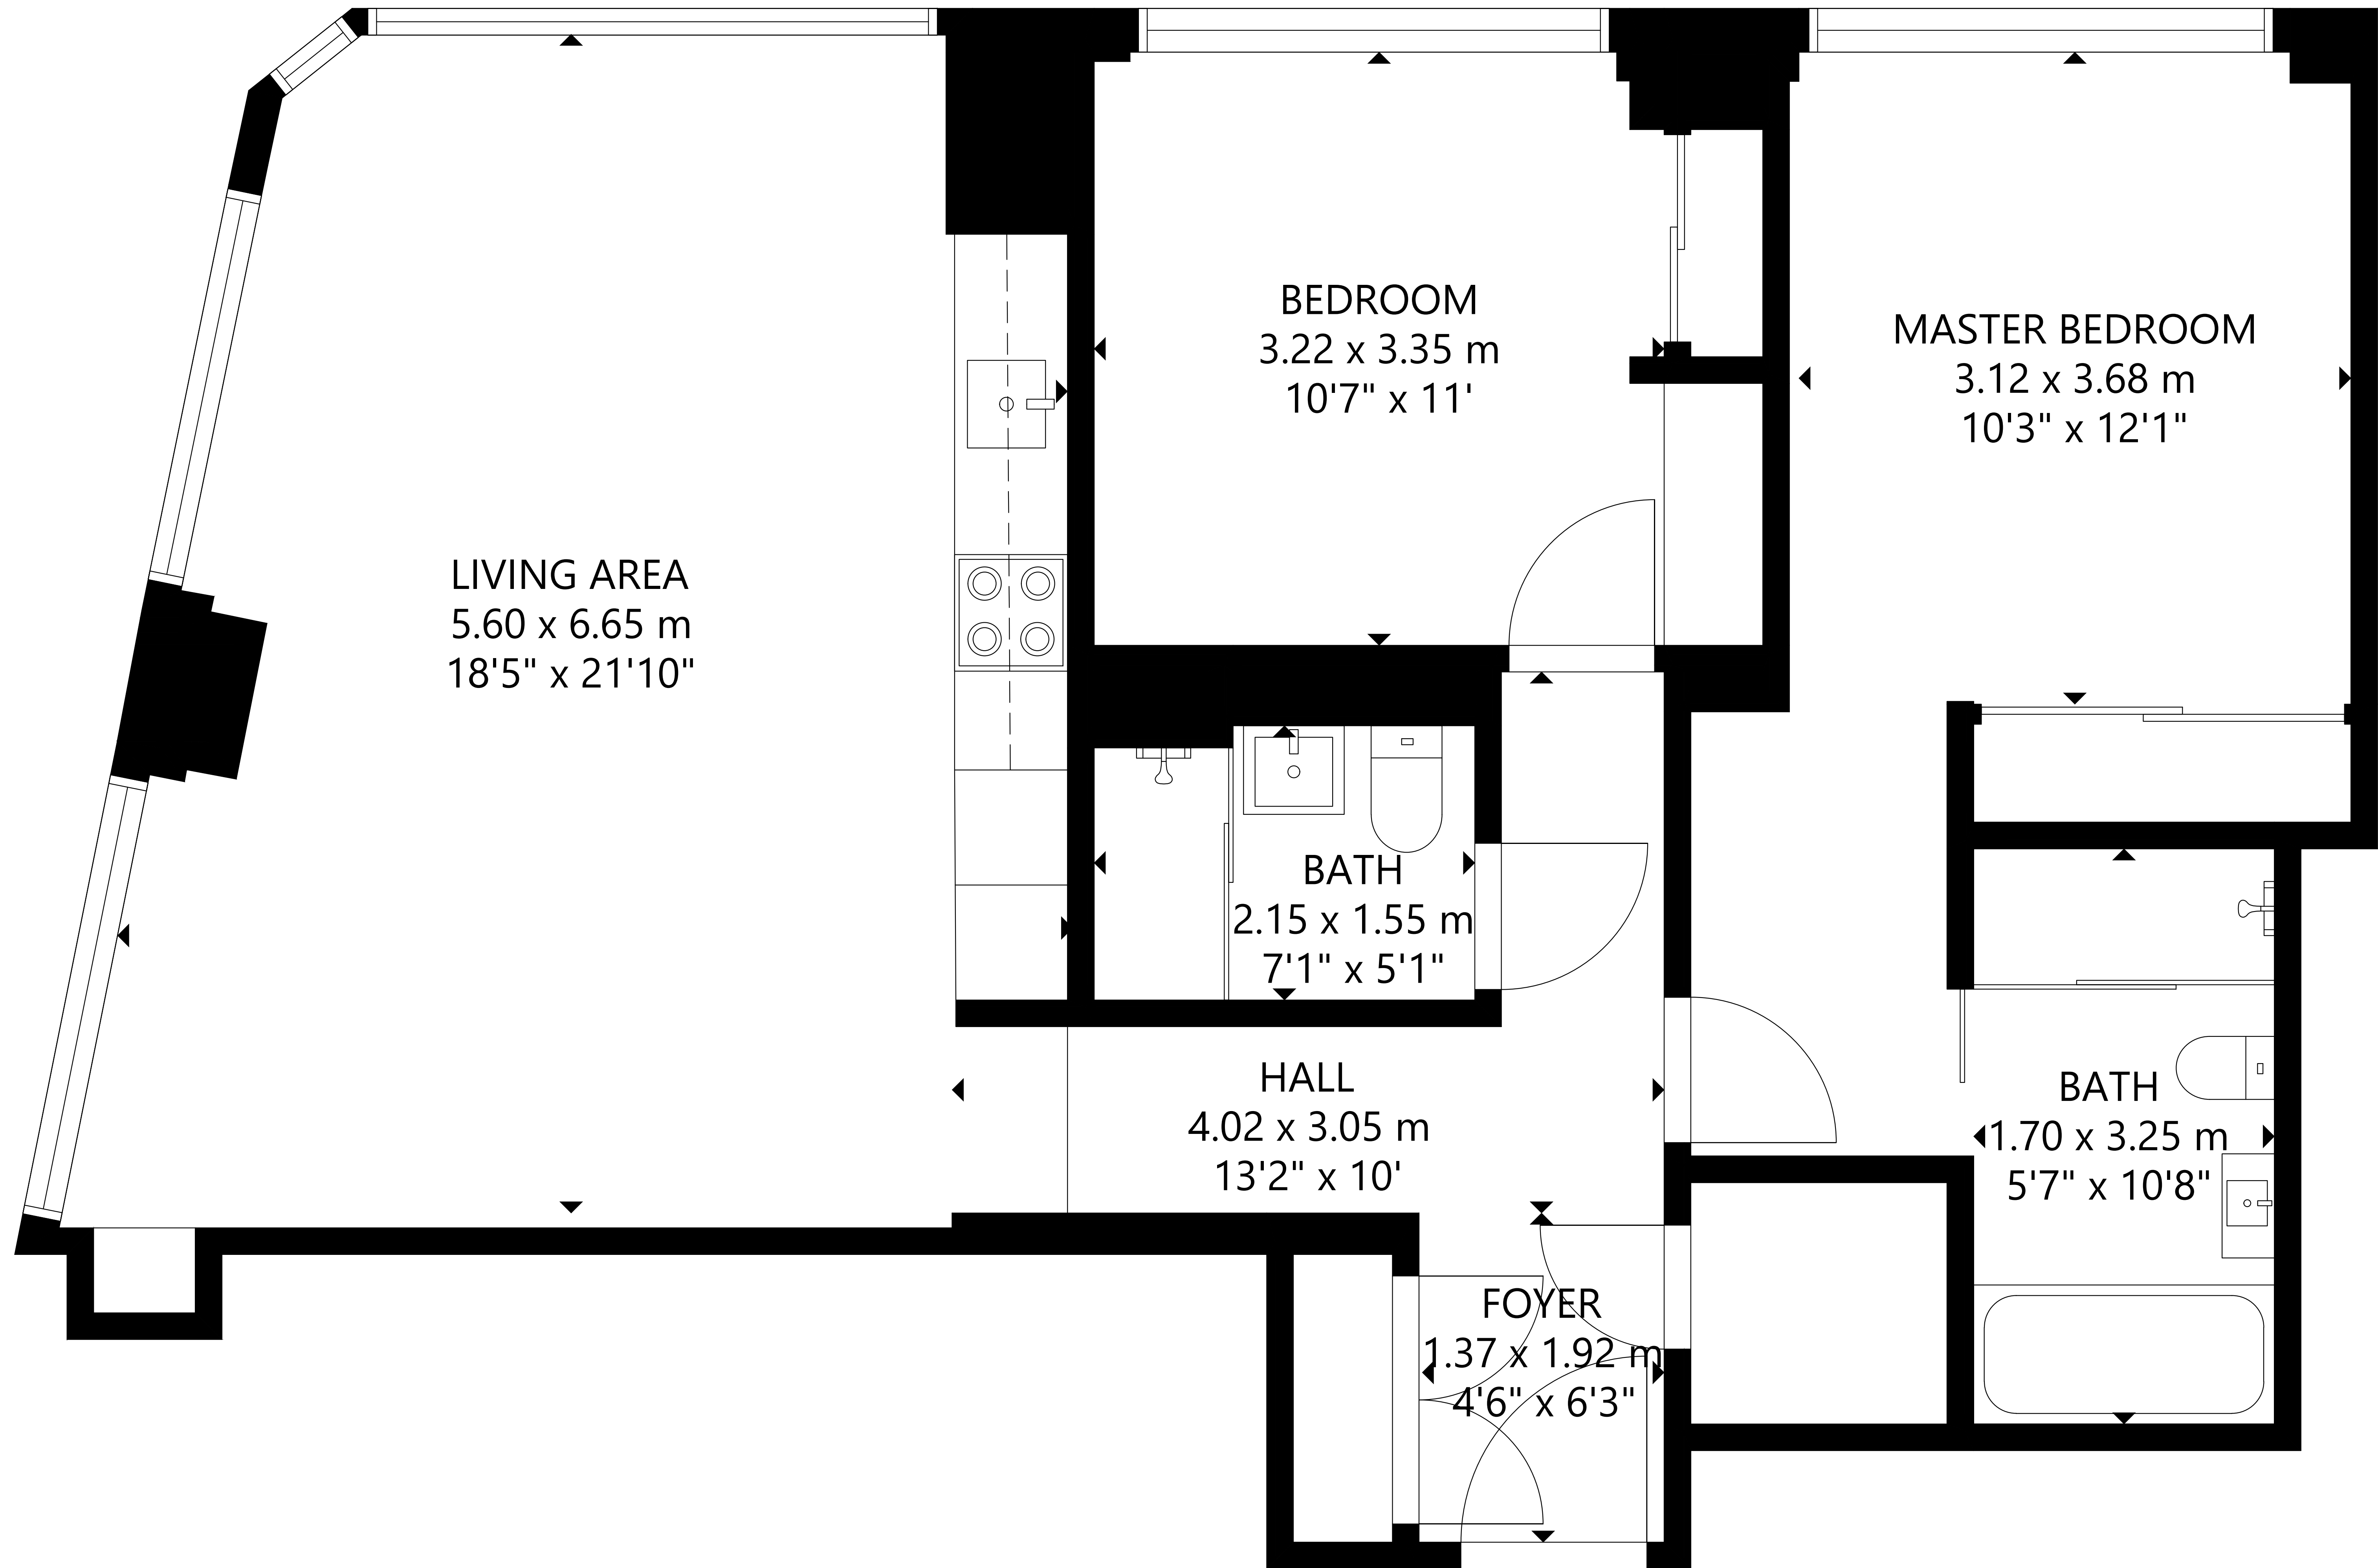 LIVING AREA
5.60 x 6.65 m
18'5" x 21'10"
BEDROOM
3.22 x 3.35 m
10'7" x 11'
MASTER BEDROOM
3.12 x 3.68 m
10'3" x 12'1"
BATH
2.15 x 1.55 m
7'1" x 5'1"
HALL
4.02 x 3.05 m
13'2" x 10'
BATH
1.70 x 3.25 m
5'7" x 10'8"
FOYER
1.37 x 1.92 m
4'6" x 6'3"